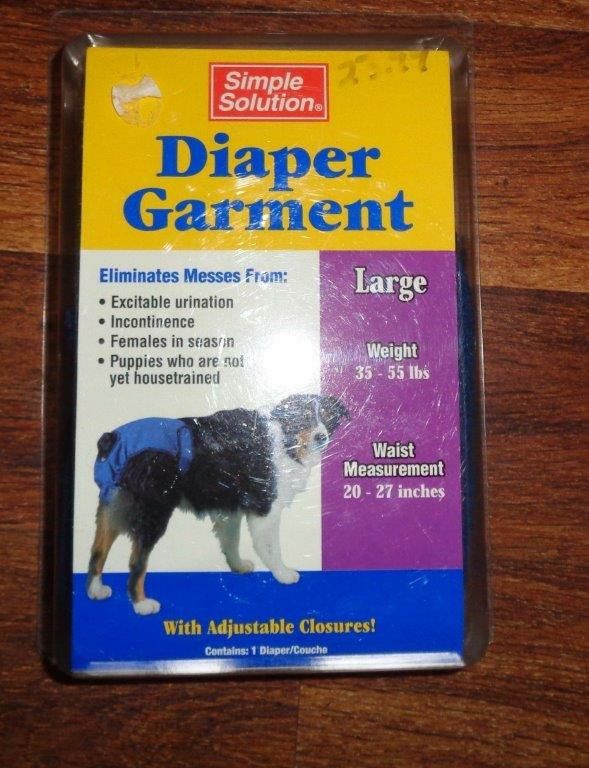 Simple
Solution®
Diaper
Garment
Eliminates Messes From:
• Excitable urination
• Incontinence
• Females in season
• Puppies who are not
yet housetrained
Large
Weight
35 - 55 lbs
Waist
Measurement
20 - 27 inches
With Adjustable Closures!
Contains: 1 Diaper/Couche